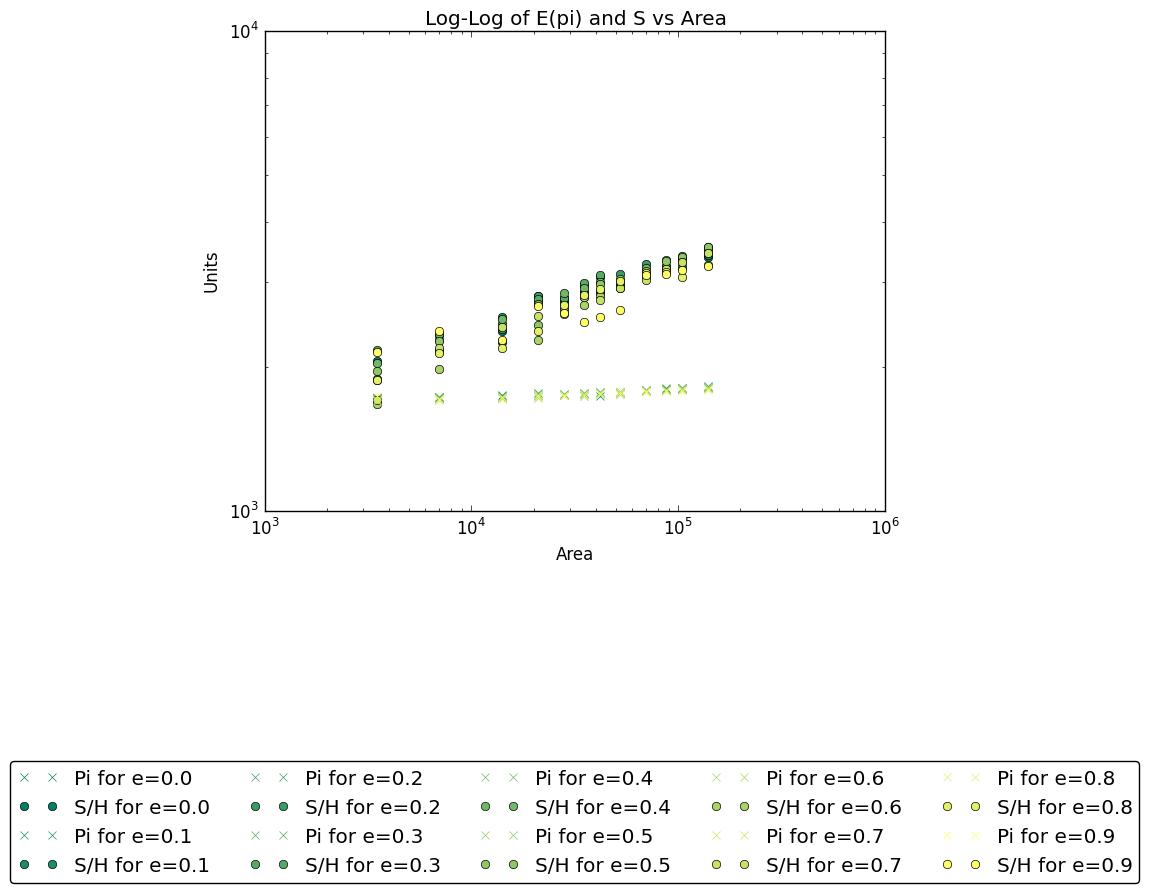 Log-Log of E(pi) and S vs Area
10^4
Units
10^3
10^3 10^4 10^5 10^6
Area
Pi for e=0.0 Pi for e=0.2 Pi for e=0.4 Pi for e=0.6 Pi for e=0.8
S/H for e=0.0 S/H for e=0.2 S/H for e=0.4 S/H for e=0.6 S/H for e=0.8
Pi for e=0.1 Pi for e=0.3 Pi for e=0.5 Pi for e=0.7 Pi for e=0.9
S/H for e=0.1 S/H for e=0.3 S/H for e=0.5 S/H for e=0.7 S/H for e=0.9